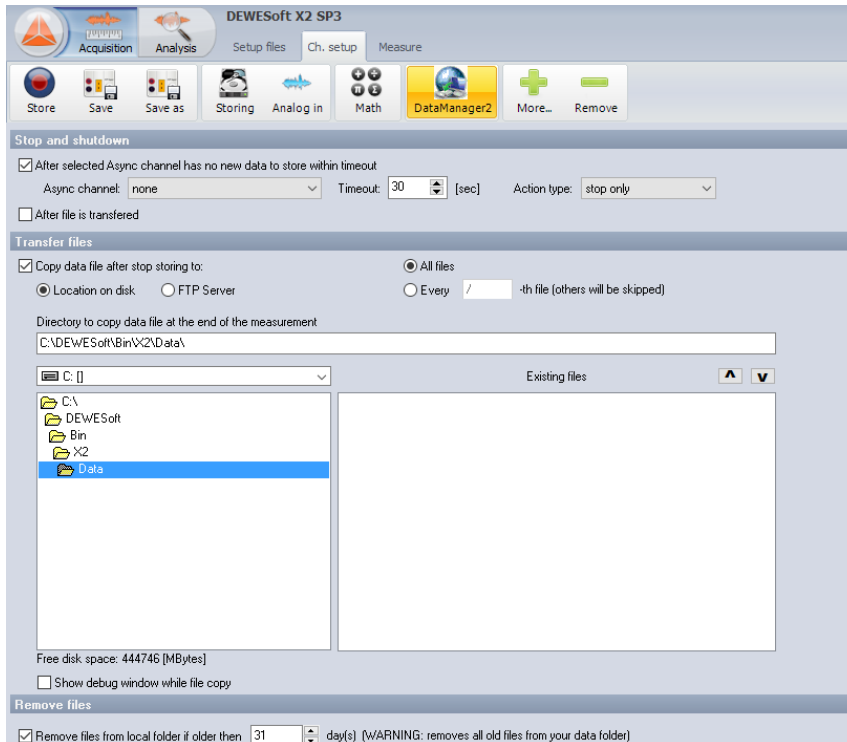 DEWESoft X2 SP3
Acquisition Analysis Setup files Ch. setup Measure
Store Save Save as Storing Analog in Math DataManager2 More... Remove
Stop and shutdown
After selected Async channel has no new data to store within timeout
Async channel: none Timeout: 30 [sec] Action type: stop only
After file is transfered
Transfer files
Copy data file after stop storing to: All files
Location on disk FTP Server Every / -th file (others will be skipped)
Directory to copy data file at the end of the measurement
C:\DEWESoft\Bin\X2\Data\
C: [] Existing files
C:\
DEWESoft
Bin
X2
Data
Free disk space: 444746 [MBytes]
Show debug window while file copy
Remove files
Remove files from local folder if older then 31 day(s) (WARNING: removes all old files from your data folder)